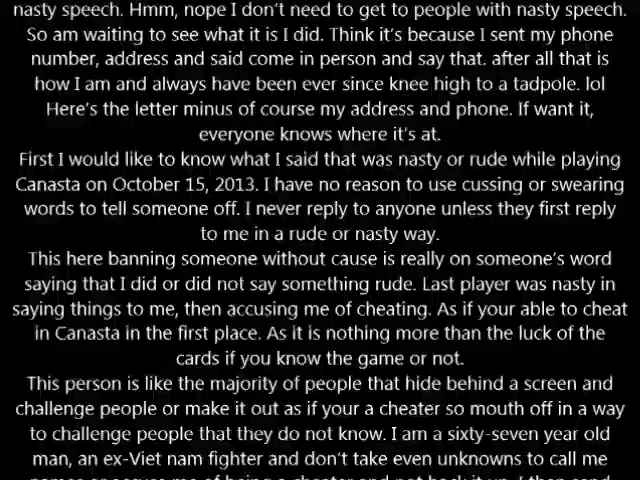 nasty speech. Hmm, nope I don't need to get to people with nasty speech.
So am waiting to see what it is I did. Think it's because I sent my phone
number, address and said come in person and say that. after all that is
how I am and always have been ever since knee high to a tadpole. lol
Here's the letter minus of course my address and phone. If want it,
everyone knows where it's at.
First I would like to know what I said that was nasty or rude while playing
Canasta on October 15, 2013. I have no reason to use cussing or swearing
words to tell someone off. I never reply to anyone unless they first reply
to me in a rude or nasty way.
This here banning someone without cause is really on someone's word
saying that I did or did not say something rude. Last player was nasty in
saying things to me, then accusing me of cheating. As if your able to cheat
in Canasta in the first place. As it is nothing more than the luck of the
cards if you know the game or not.
This person is like the majority of people that hide behind a screen and
challenge people or make it out as if your a cheater so mouth off in a way
to challenge people that they do not know. I am a sixty-seven year old
man, an ex-Viet nam fighter and don't take even unknowns to call me